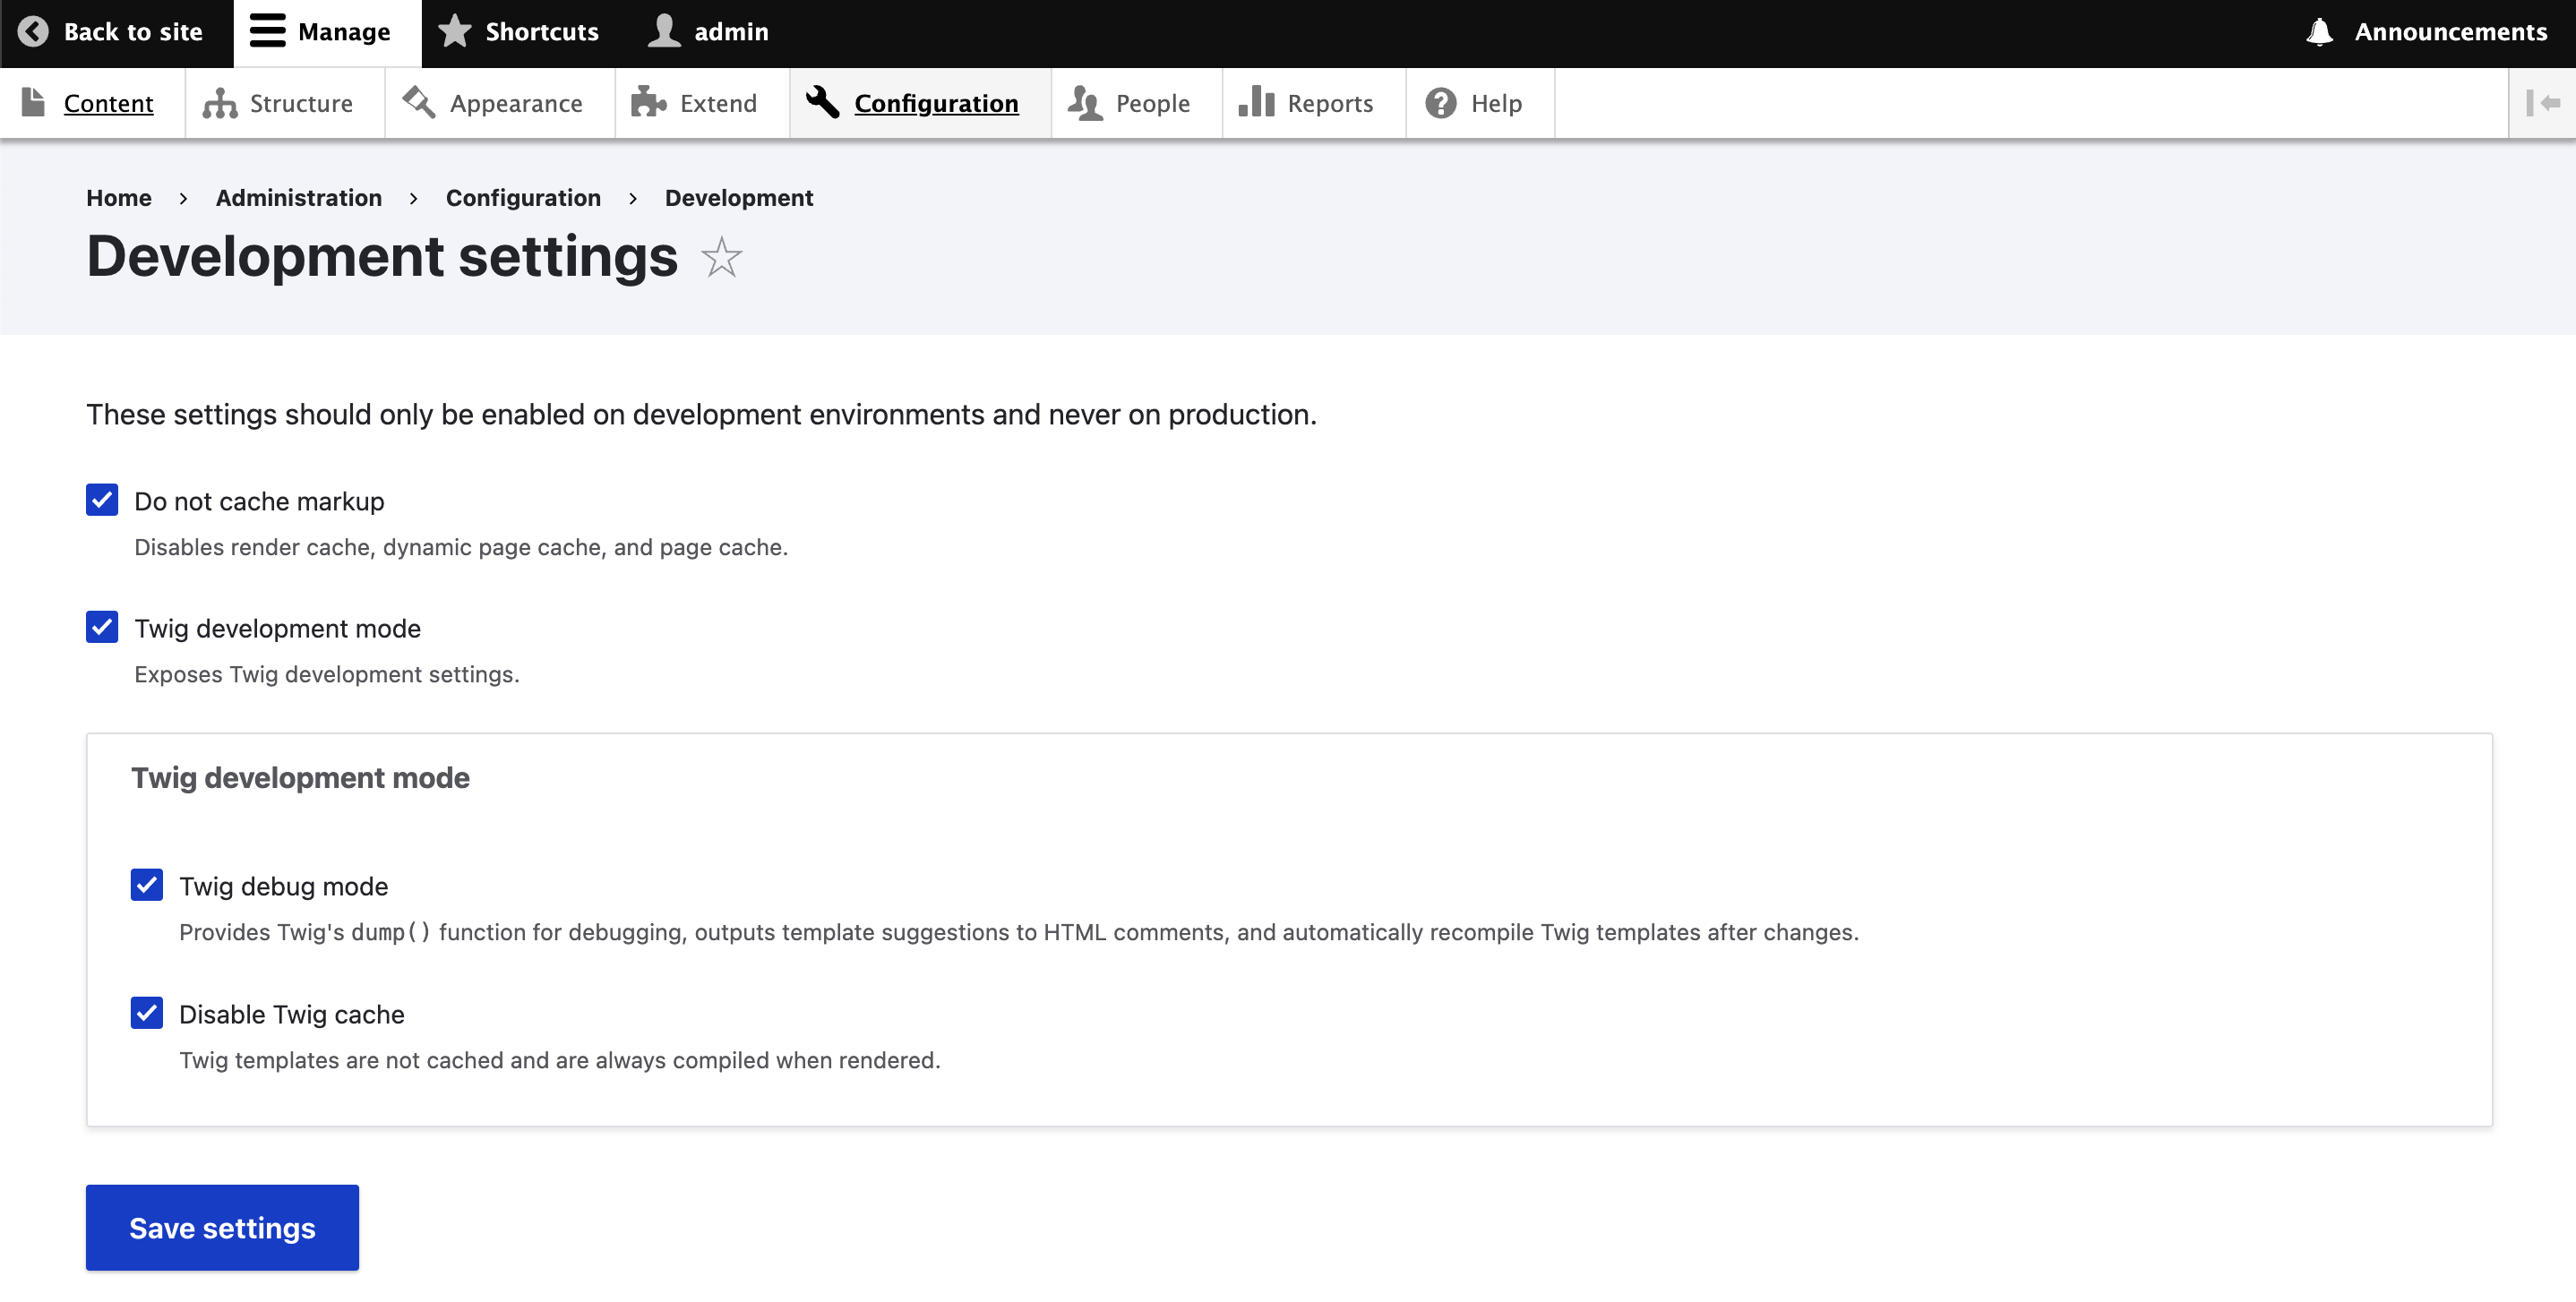 Back to site Manage Shortcuts admin Announcements
Content Structure Appearance Extend Configuration People Reports Help
Home › Administration › Configuration › Development
Development settings
These settings should only be enabled on development environments and never on production.
Do not cache markup
Disables render cache, dynamic page cache, and page cache.
Twig development mode
Exposes Twig development settings.
Twig development mode
Twig debug mode
Provides Twig's dump() function for debugging, outputs template suggestions to HTML comments, and automatically recompile Twig templates after changes.
Disable Twig cache
Twig templates are not cached and are always compiled when rendered.
Save settings